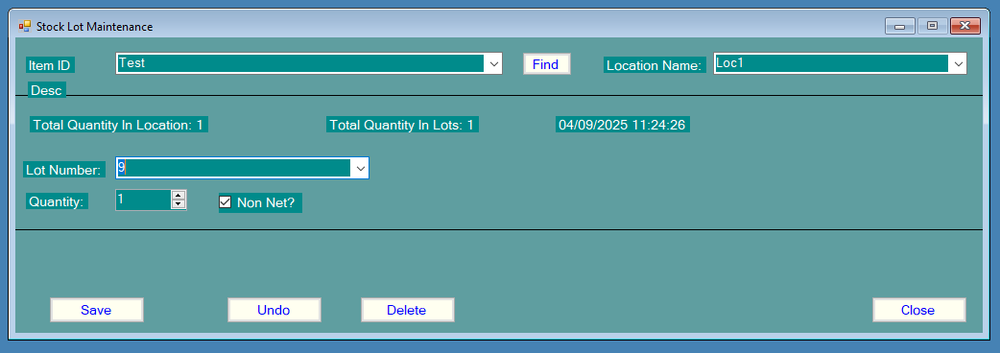 Stock Lot Maintenance
Item ID Test Find Location Name: Loc1
Desc
Total Quantity In Location: 1 Total Quantity In Lots: 1 04/09/2025 11:24:26
Lot Number: 9
Quantity: 1 Non Net?
Save Undo Delete Close